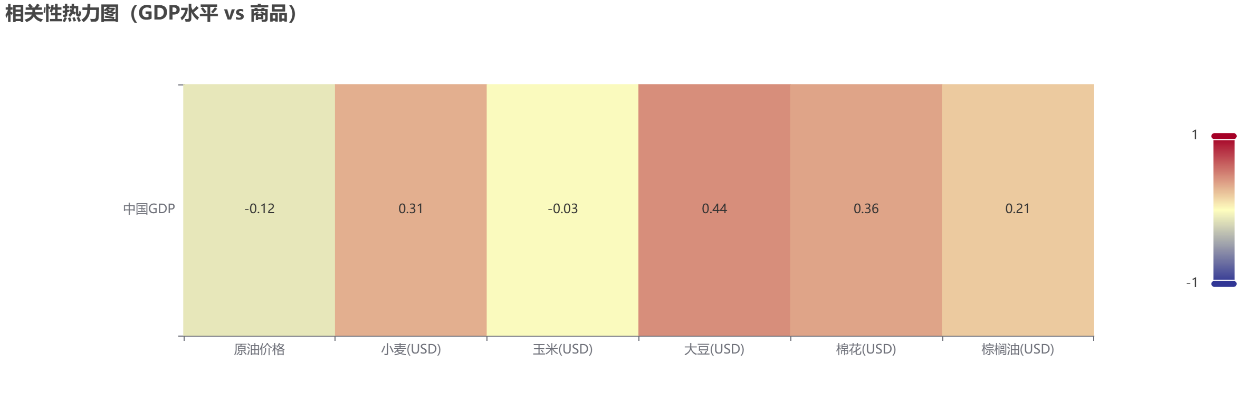 相关性热力图（GDP水平 vs 商品）
1
中国GDP
-0.12
0.31
-0.03
0.44
0.36
0.21
-1
原油价格
小麦(USD)
玉米(USD)
大豆(USD)
棉花(USD)
棕榈油(USD)